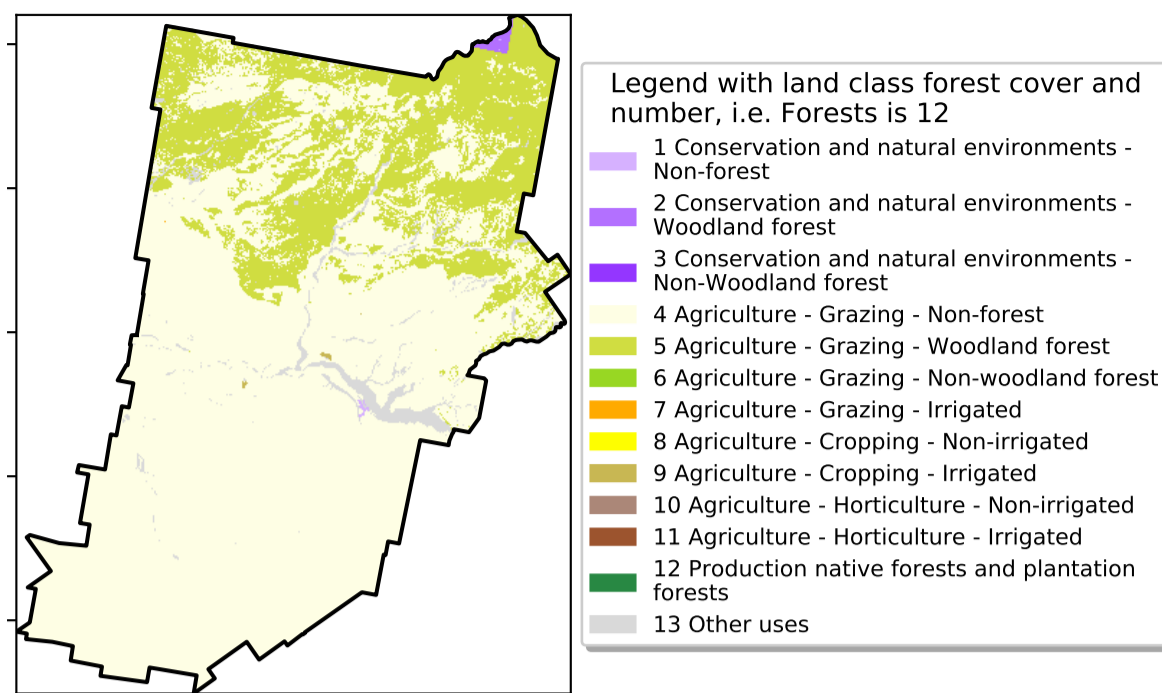 Legend with land class forest cover and
number, i.e. Forests is 12
1 Conservation and natural environments -
Non-forest
2 Conservation and natural environments -
Woodland forest
3 Conservation and natural environments -
Non-Woodland forest
4 Agriculture - Grazing - Non-forest
5 Agriculture - Grazing - Woodland forest
6 Agriculture - Grazing - Non-woodland forest
7 Agriculture - Grazing - Irrigated
8 Agriculture - Cropping - Non-irrigated
9 Agriculture - Cropping - Irrigated
10 Agriculture - Horticulture - Non-irrigated
11 Agriculture - Horticulture - Irrigated
12 Production native forests and plantation
forests
13 Other uses